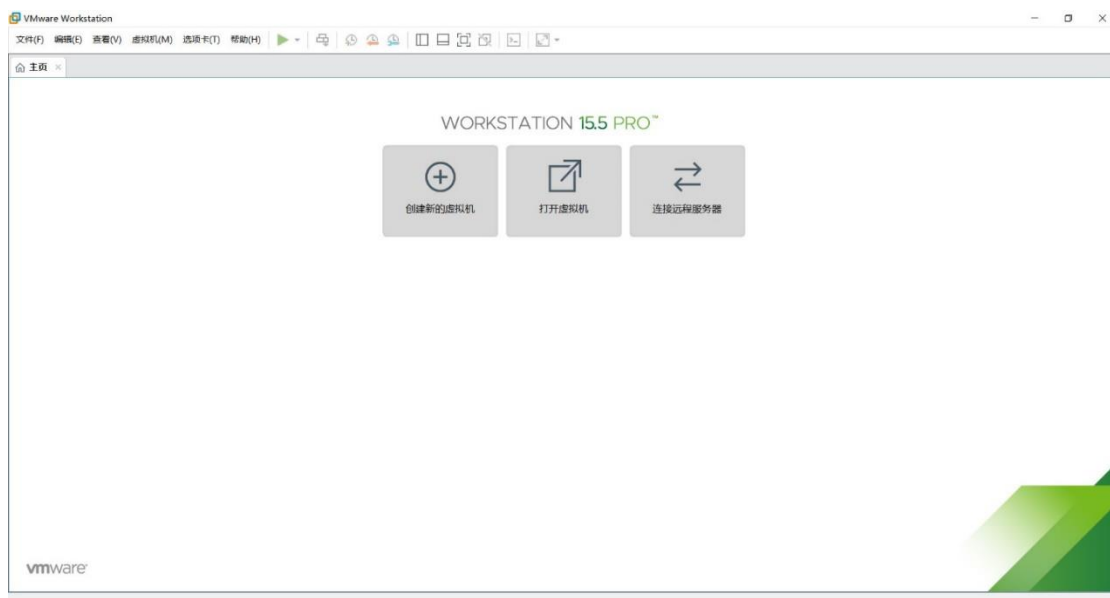 VMware Workstation
文件(F) 编辑(E) 查看(V) 虚拟机(M) 选项卡(T) 帮助(H)
主页
WORKSTATION 15.5 PRO™
创建新的虚拟机 打开虚拟机 连接远程服务器
vmware